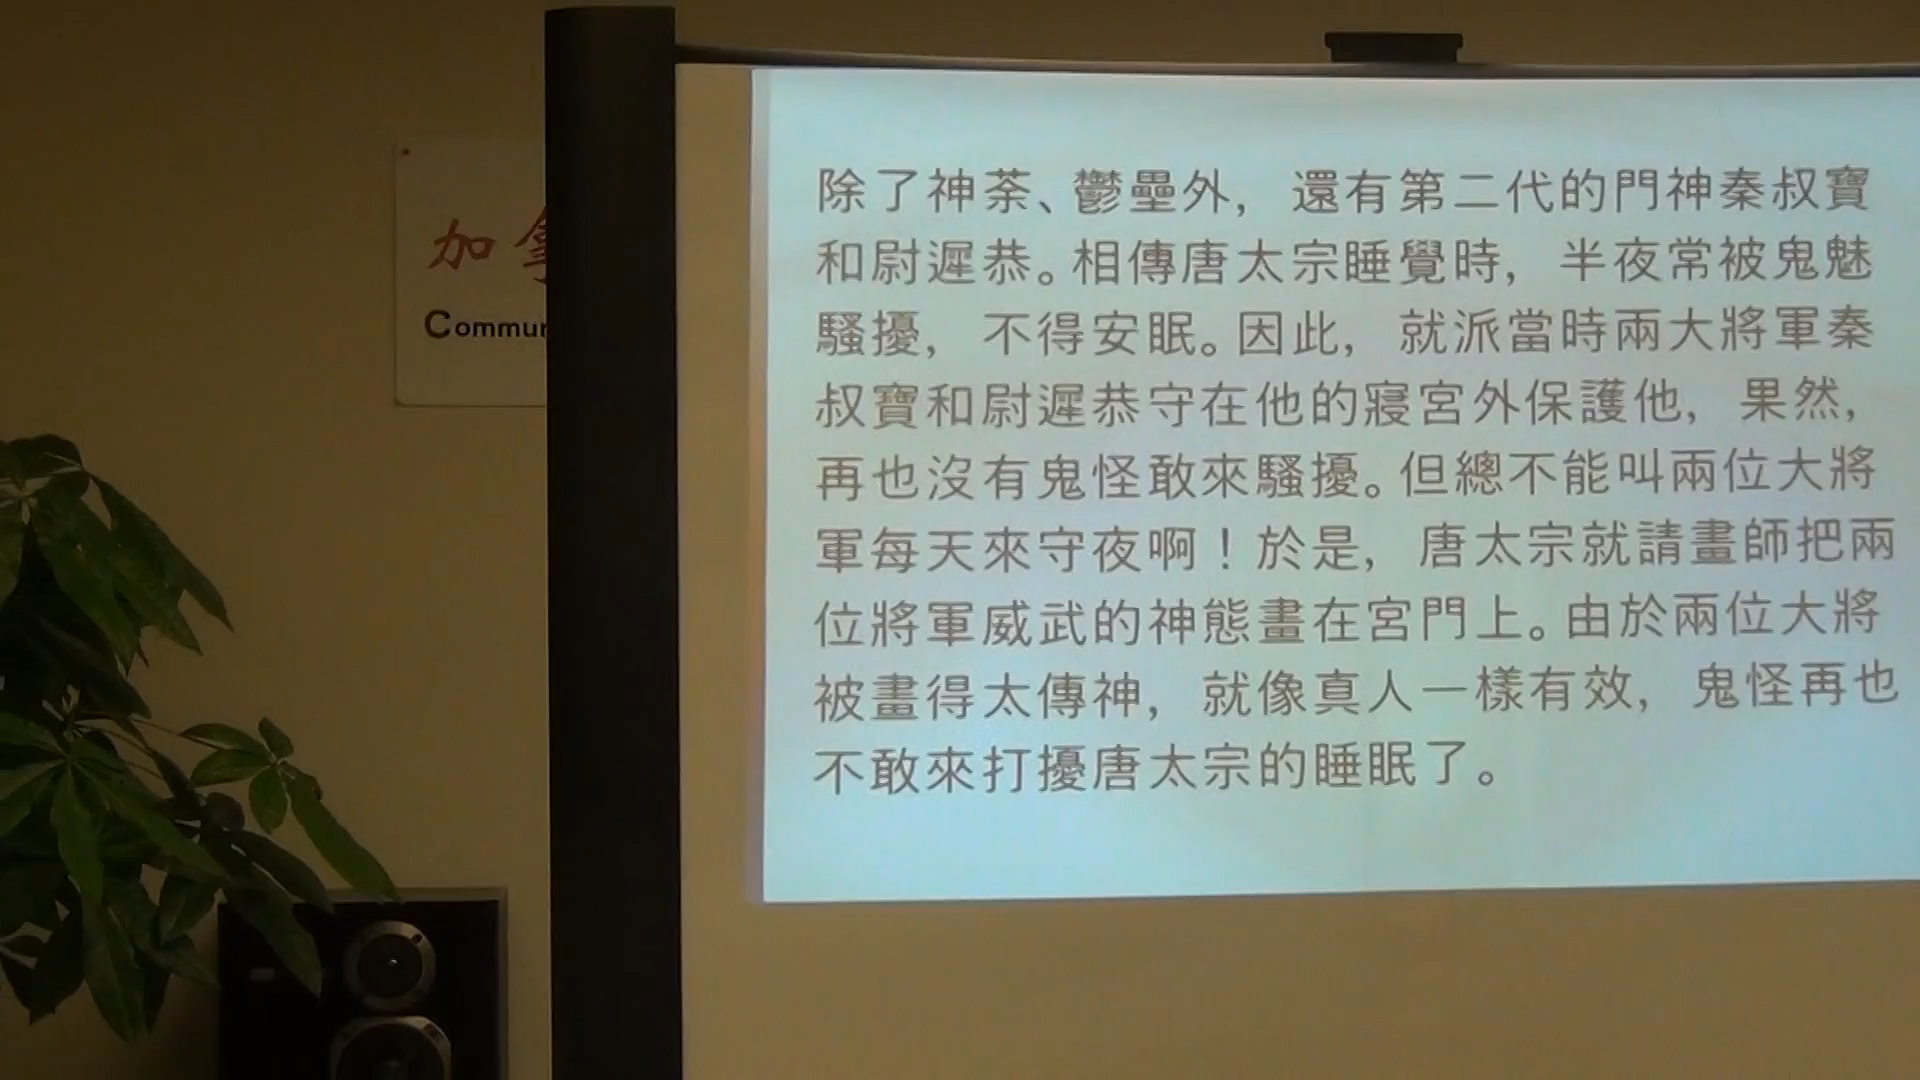 加拿
Commun
除了神荼、鬱壘外，還有第二代的門神秦叔寶
和尉遲恭。相傳唐太宗睡覺時，半夜常被鬼魅
騷擾，不得安眠。因此，就派當時兩大將軍秦
叔寶和尉遲恭守在他的寢宮外保護他，果然，
再也沒有鬼怪敢來騷擾。但總不能叫兩位大將
軍每天來守夜啊！於是，唐太宗就請畫師把兩
位將軍威武的神態畫在宮門上。由於兩位大將
被畫得太傳神，就像真人一樣有效，鬼怪再也
不敢來打擾唐太宗的睡眠了。